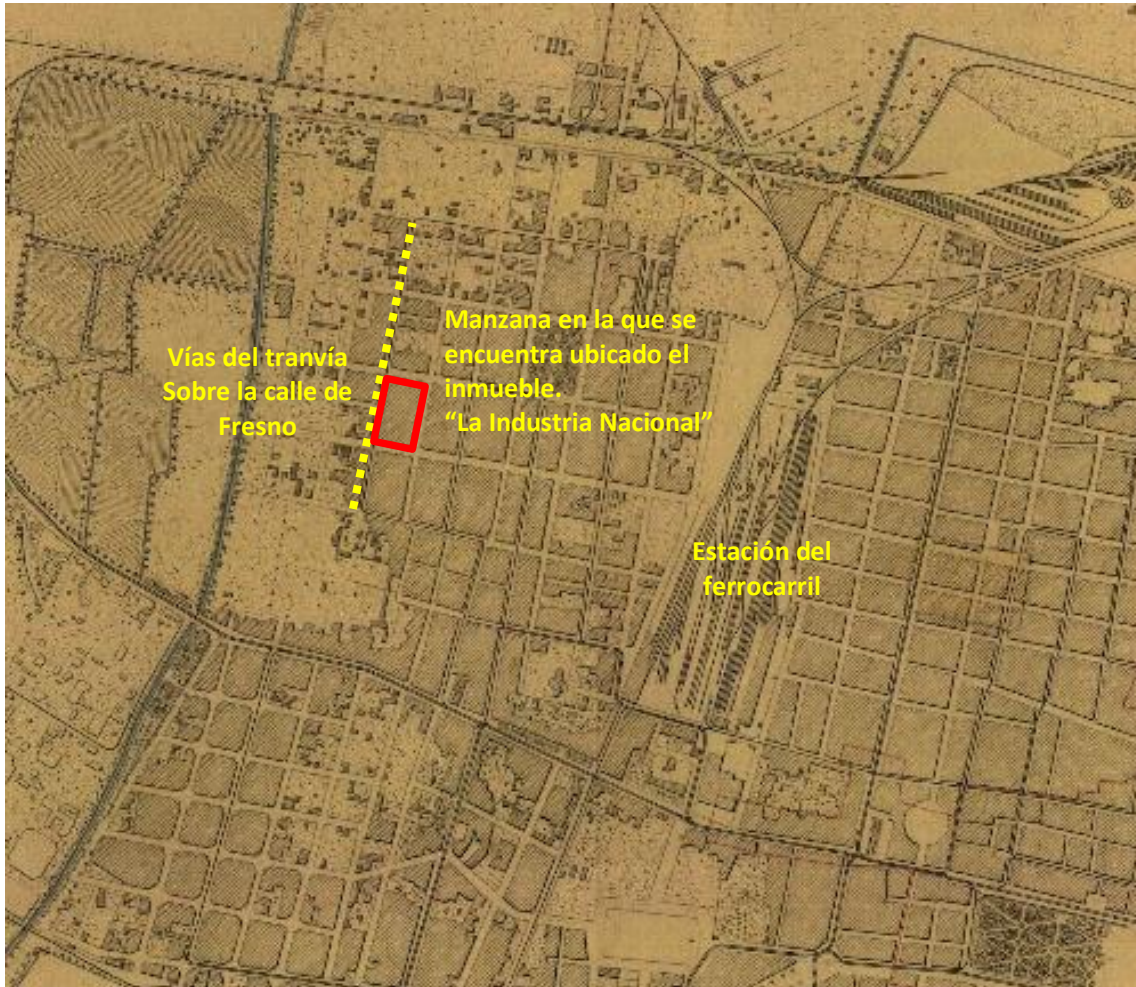 Vías del tranvía
Sobre la calle de
Fresno
Manzana en la que se
encuentra ubicado el
inmueble.
“La Industria Nacional”
Estación del
ferrocarril